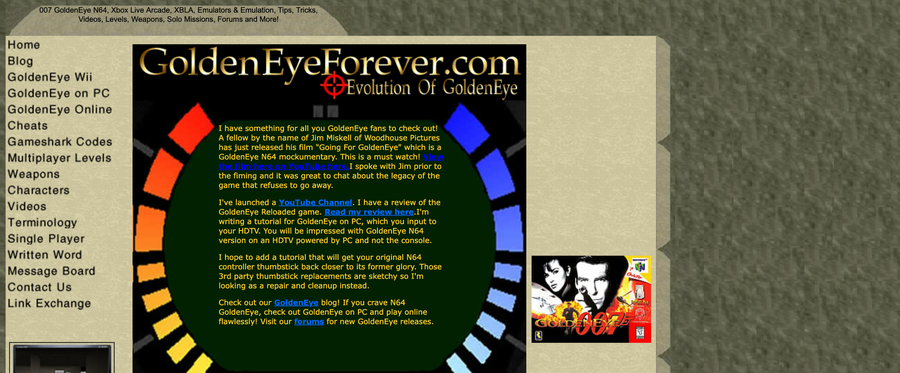 007 GoldenEye N64, Xbox Live Arcade, XBLA, Emulators & Emulation, Tips, Tricks,
Videos, Levels, Weapons, Solo Missions, Forums and More!
Home
Blog
GoldenEye Wii
GoldenEye on PC
GoldenEye Online
Cheats
Gameshark Codes
Multiplayer Levels
Weapons
Characters
Videos
Terminology
Single Player
Written Word
Message Board
Contact Us
Link Exchange
GoldenEyeForever.com
Evolution Of GoldenEye
I have something for all you GoldenEye fans to check out!
A fellow by the name of Jim Miskell of Woodhouse Pictures
has just released his film "Going For GoldenEye" which is a
GoldenEye N64 mockumentary. This is a must watch! View
the film here on YouTube here.I spoke with Jim prior to
the fiming and it was great to chat about the legacy of the
game that refuses to go away.
I've launched a YouTube Channel. I have a review of the
GoldenEye Reloaded game. Read my review here.I'm
writing a tutorial for GoldenEye on PC, which you input to
your HDTV. You will be impressed with GoldenEye N64
version on an HDTV powered by PC and not the console.
I hope to add a tutorial that will get your original N64
controller thumbstick back closer to its former glory. Those
3rd party thumbstick replacements are sketchy so I'm
looking as a repair and cleanup instead.
Check out our GoldenEye blog! If you crave N64
GoldenEye, check out GoldenEye on PC and play online
flawlessly! Visit our forums for new GoldenEye releases.
GOLDENEYE
007